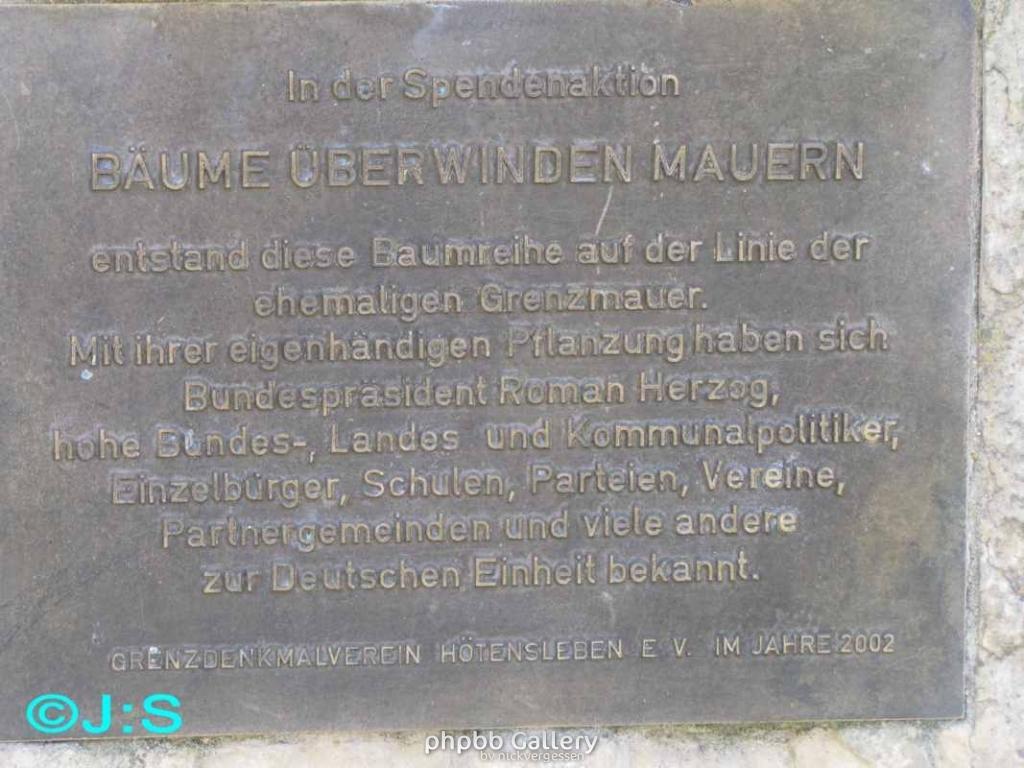 In der Spendenaktion
BÄUME ÜBERWINDEN MAUERN
entstand diese Baumreihe auf der Linie der
ehemaligen Grenzmauer.
Mit ihrer eigenhändigen Pflanzung haben sich
Bundespräsident Roman Herzog,
hohe Bundes-, Landes und Kommunalpolitiker,
Einzelbürger, Schulen, Parteien, Vereine,
Partnergemeinden und viele andere
zur Deutschen Einheit bekannt.
GRENZDENKMALVEREIN HÖTENSLEBEN E V. IM JAHRE 2002
©J:S
phpbb Gallery
by nickvergessen